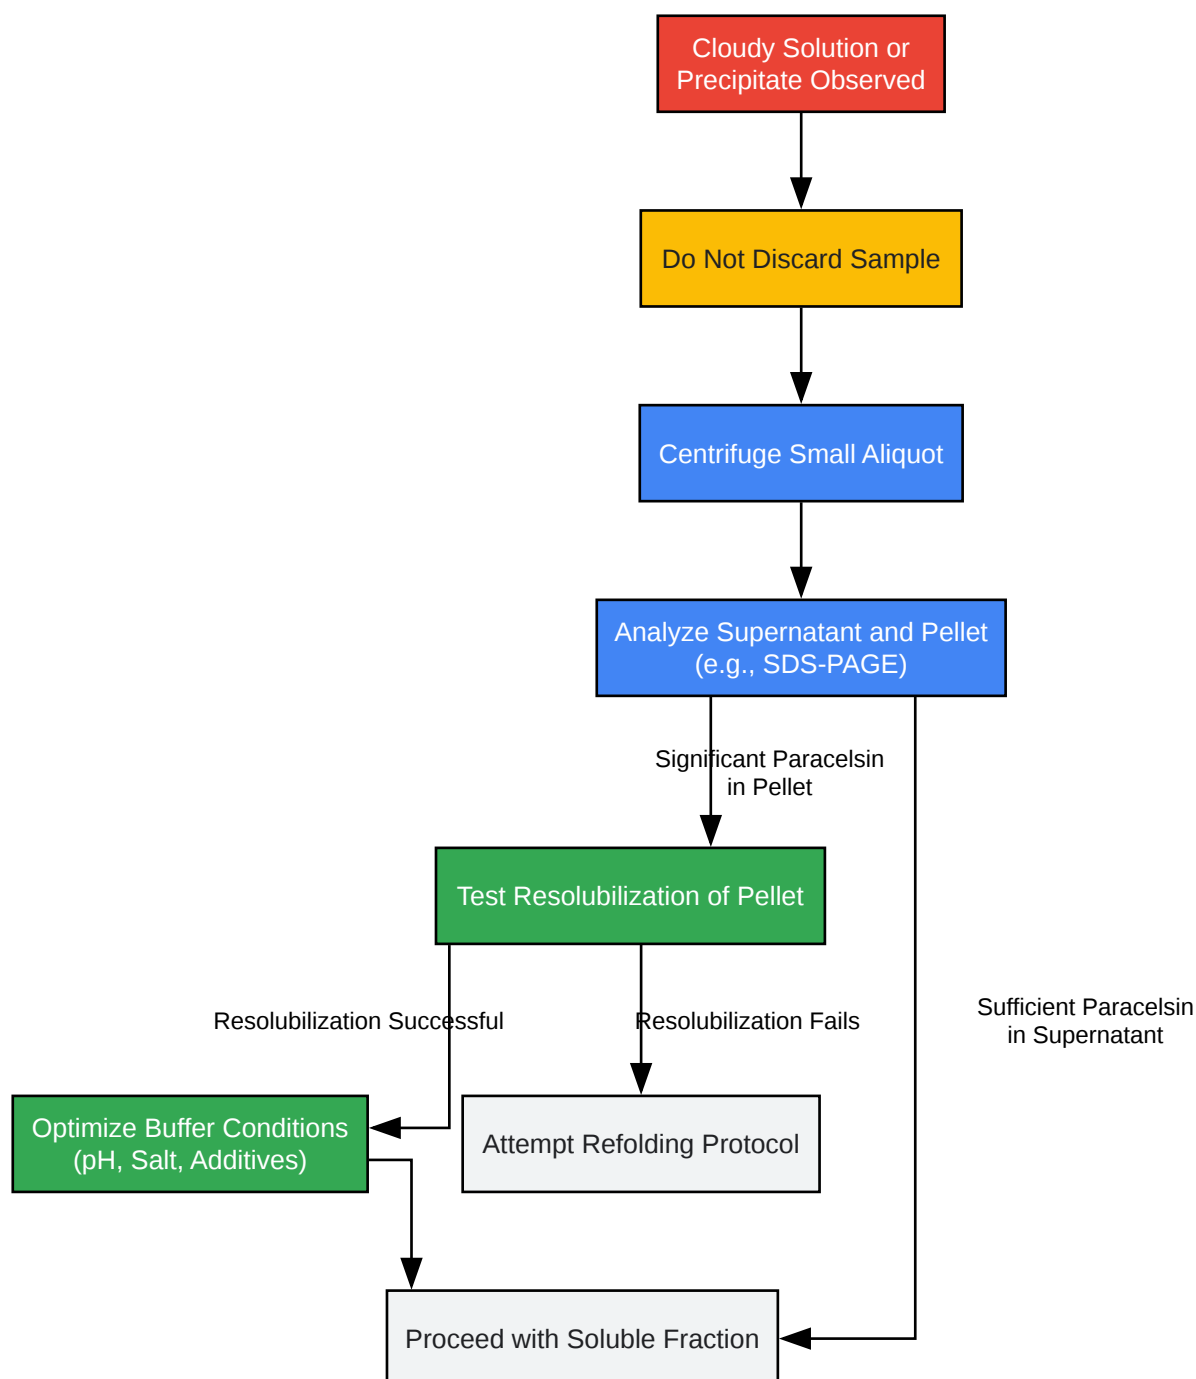 Cloudy Solution or
Precipitate Observed
Do Not Discard Sample
Centrifuge Small Aliquot
Analyze Supernatant and Pellet
(e.g., SDS-PAGE)
Significant Paracelsin
in Pellet
Test Resolubilization of Pellet
Resolubilization Successful
Resolubilization Fails
Sufficient Paracelsin
in Supernatant
Optimize Buffer Conditions
(pH, Salt, Additives)
Attempt Refolding Protocol
Proceed with Soluble Fraction